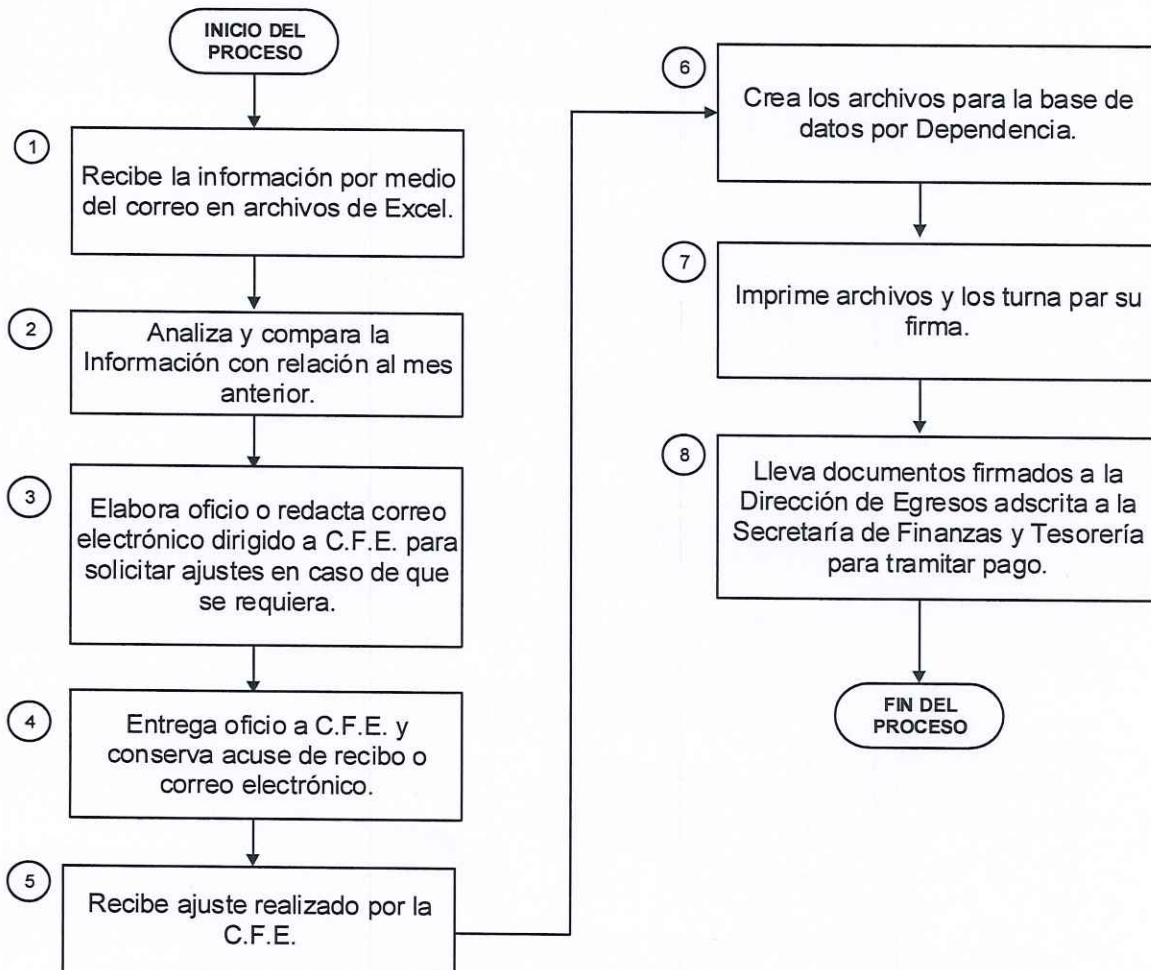 INICIO DEL
PROCESO
1
Recibe la información por medio
del correo en archivos de Excel.
2
Analiza y compara la
Información con relación al mes
anterior.
3
Elabora oficio o redacta correo
electrónico dirigido a C.F.E. para
solicitar ajustes en caso de que
se requiera.
4
Entrega oficio a C.F.E. y
conserva acuse de recibo o
correo electrónico.
5
Recibe ajuste realizado por la
C.F.E.
6
Crea los archivos para la base de
datos por Dependencia.
7
Imprime archivos y los turna par su
firma.
8
Lleva documentos firmados a la
Dirección de Egresos adscrita a la
Secretaría de Finanzas y Tesorería
para tramitar pago.
FIN DEL
PROCESO